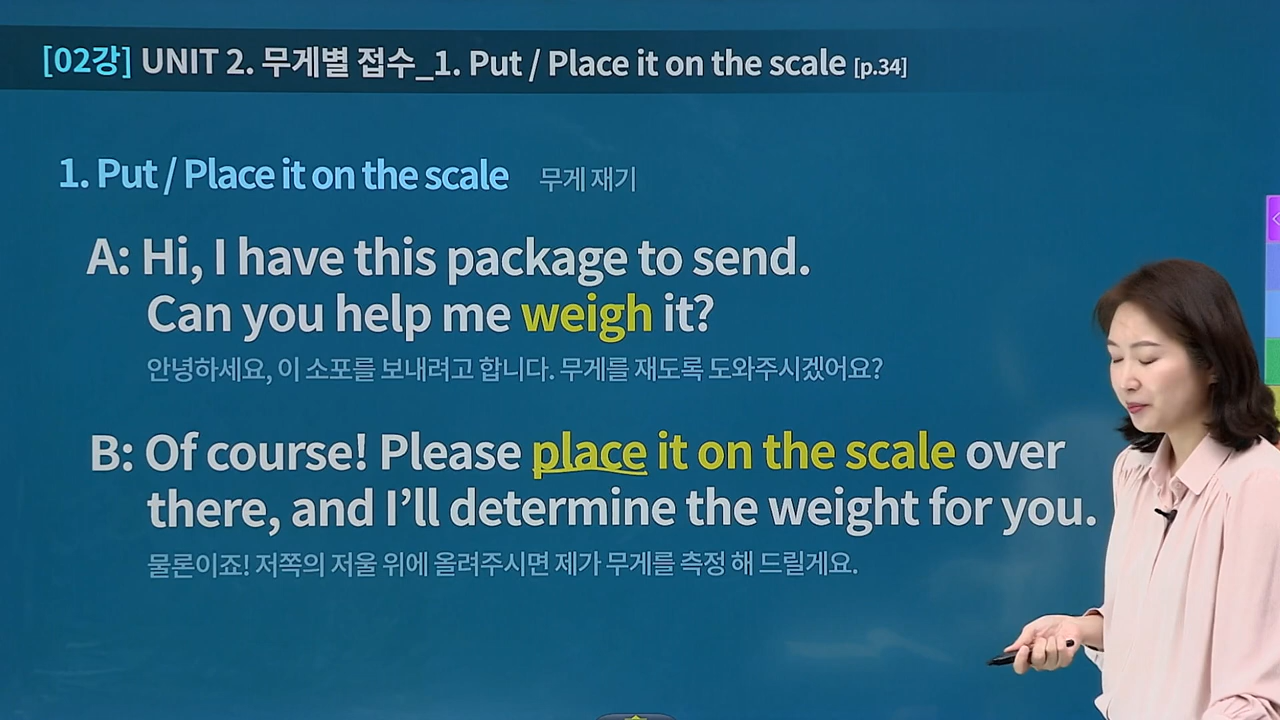 [02강] UNIT 2. 무게별 접수_1. Put / Place it on the scale [p.34]
1. Put / Place it on the scale 무게 재기
A: Hi, I have this package to send.
Can you help me weigh it?
안녕하세요, 이 소포를 보내려고 합니다. 무게를 재도록 도와주시겠어요?
B: Of course! Please place it on the scale over
there, and I’ll determine the weight for you.
물론이죠! 저쪽의 저울 위에 올려주시면 제가 무게를 측정 해 드릴게요.